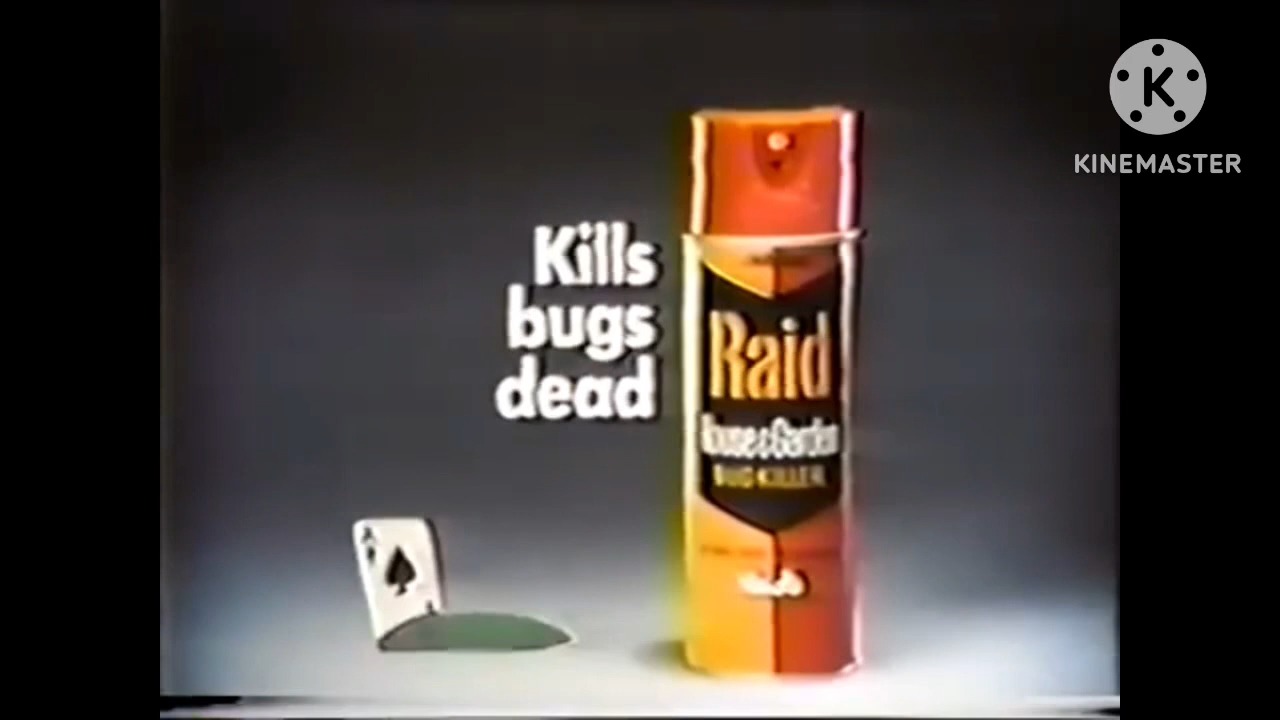 K
KINEMASTER
Kills
bugs
dead
Raid
House & Garden
BUG KILLER
A